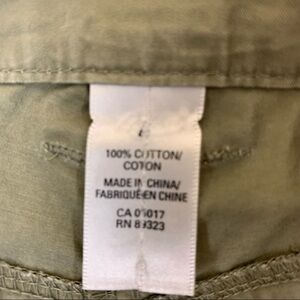 100% COTTON/
COTON
MADE IN CHINA/
FABRIQUÉ EN CHINE
CA
RN